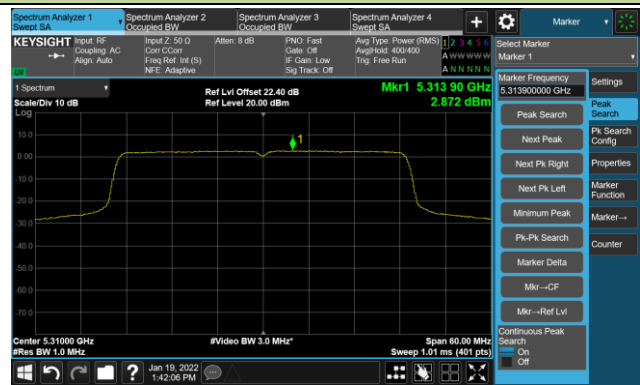 Spectrum Analyzer 1
Swept SA
Spectrum Analyzer 2
Occupied BW
Spectrum Analyzer 3
Occupied BW
Spectrum Analyzer 4
Swept SA
+
Marker
KEYSIGHT
Input: RF
Coupling: AC
Align: Auto
Input Z: 50 Ω
Corr CCorr
Freq Ref: Int (S)
NFE: Adaptive
Atten: 8 dB
PNO: Fast
Gate: Off
IF Gain: Low
Sig Track: Off
Avg Type: Power (RMS)
Avg|Hold: 400/400
Trig: Free Run
1 2 3 4 5 6
A W W W W W
A N N N N N
LXI
Select Marker
Marker 1
1 Spectrum
Scale/Div 10 dB
Log
Ref Lvl Offset 22.40 dB
Ref Level 20.00 dBm
Mkr1 5.313 90 GHz
2.872 dBm
1
10.0
0.00
-10.0
-20.0
-30.0
-40.0
-50.0
-60.0
-70.0
Center 5.31000 GHz
#Res BW 1.0 MHz
#Video BW 3.0 MHz*
Span 60.00 MHz
Sweep 1.01 ms (401 pts)
Marker Frequency
5.313900000 GHz
Peak Search
Next Peak
Next Pk Right
Next Pk Left
Minimum Peak
Pk-Pk Search
Marker Delta
Mkr→CF
Mkr→Ref Lvl
Continuous Peak
Search
On
Off
Settings
Peak
Search
Pk Search
Config
Properties
Marker
Function
Marker→
Counter
?
Jan 19, 2022
1:42:06 PM